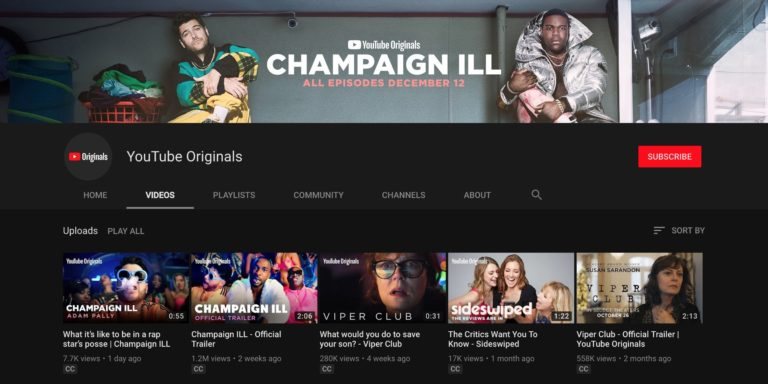 YouTube Originals
CHAMPAIGN ILL
ALL EPISODES DECEMBER 12
Originals
YouTube Originals
SUBSCRIBE
HOME VIDEOS PLAYLISTS COMMUNITY CHANNELS ABOUT
Uploads PLAY ALL SORT BY
YouTube Originals
CHAMPAIGN ILL
ADAM PALLY
0:55
YouTube Originals
CHAMPAIGN ILL
OFFICIAL TRAILER
2:06
YouTube Originals
VIPER CLUB
0:31
YouTube Originals
sideswiped
THE REVIEWS ARE IN
1:22
SUSAN SARANDON
VIPER
CLUB
OCTOBER 26
2:13
What it's like to be in a rap
star's posse | Champaign ILL
7.7K views • 1 day ago
CC
Champaign ILL - Official
Trailer
1.2M views • 2 weeks ago
CC
What would you do to save
your son? - Viper Club
280K views • 4 weeks ago
CC
The Critics Want You To
Know - Sideswiped
17K views • 1 month ago
CC
Viper Club - Official Trailer |
YouTube Originals
558K views • 2 months ago
CC